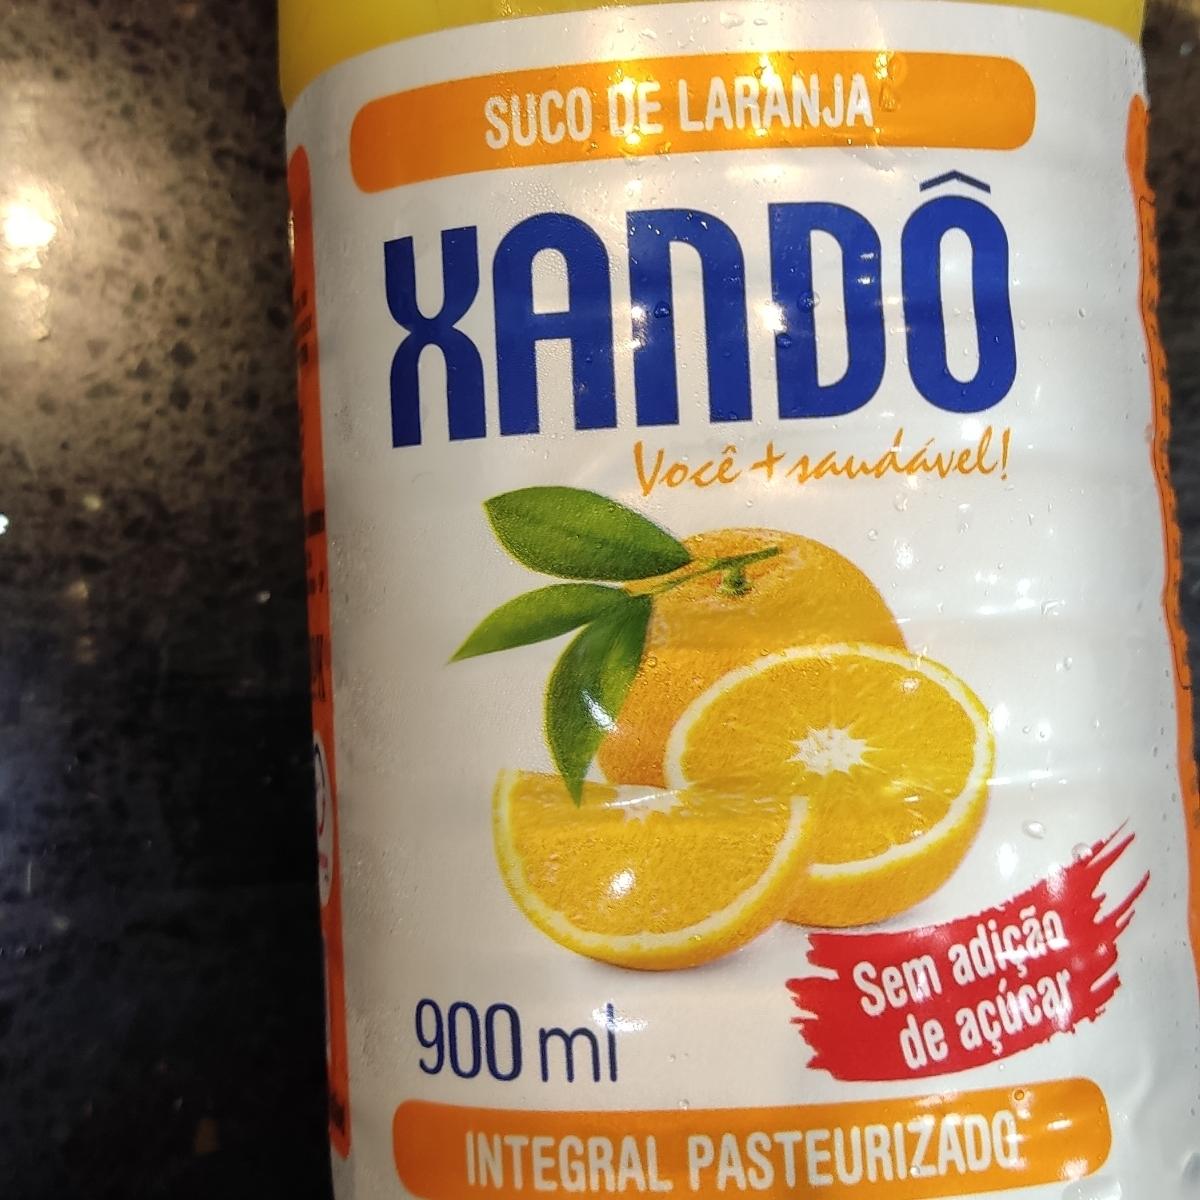 SUCO DE LARANJA
XANDÔ
Você + saudável!
Sem adição
de açúcar
900 ml
INTEGRAL PASTEURIZADO